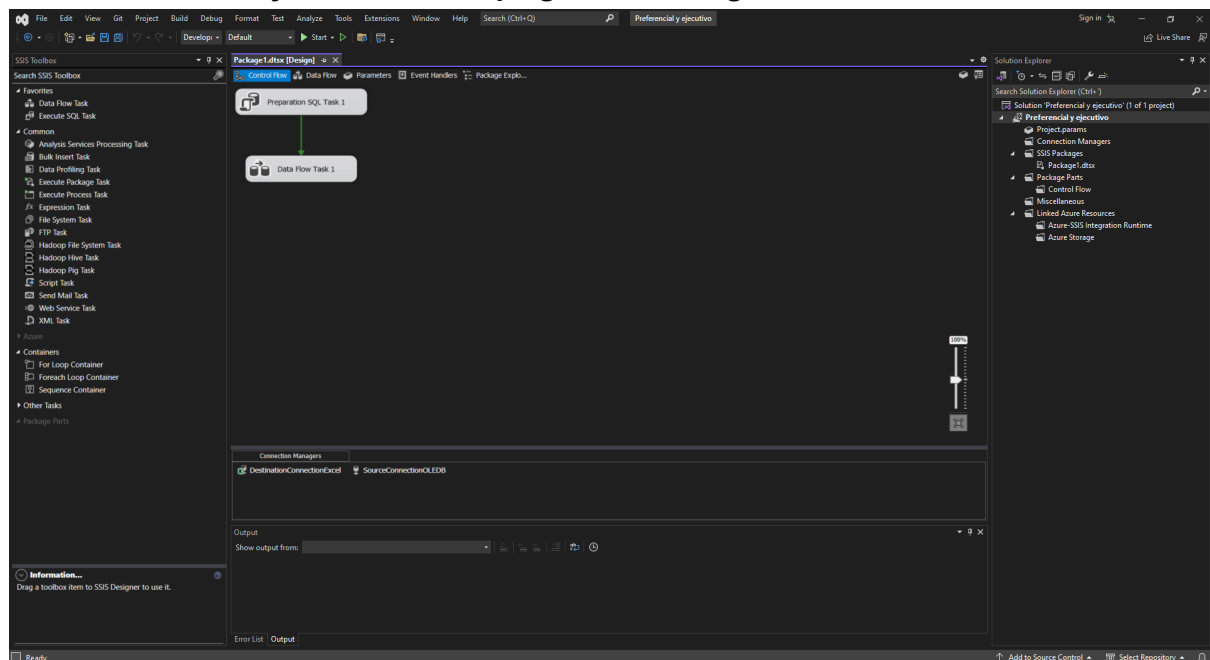 File Edit View Git Project Build Debug Format Test Analyze Tools Extensions Window Help Search (Ctrl+Q) Preferencial y ejecutivo Sign in
Default Start Live Share
SSIS Toolbox
Search SSIS Toolbox
Favorites
Data Flow Task
Execute SQL Task
Common
Analysis Services Processing Task
Bulk Insert Task
Data Profiling Task
Execute Package Task
Execute Process Task
Expression Task
File System Task
FTP Task
Hadoop File System Task
Hadoop Hive Task
Hadoop Pig Task
Script Task
Send Mail Task
Web Service Task
XML Task
Azure
Containers
For Loop Container
Foreach Loop Container
Sequence Container
Other Tasks
Package Parts
Information...
Drag a toolbox item to SSIS Designer to use it.
Package1.dtsx [Design]
Control Flow Data Flow Parameters Event Handlers Package Explo...
Preparation SQL Task 1
Data Flow Task 1
100%
Connection Managers
DestinationConnectionExcel SourceConnectionOLEDB
Output
Show output from:
Error List Output
Solution Explorer
Search Solution Explorer (Ctrl+')
Solution 'Preferencial y ejecutivo' (1 of 1 project)
Preferencial y ejecutivo
Project.params
Connection Managers
SSIS Packages
Package1.dtsx
Package Parts
Control Flow
Miscellaneous
Linked Azure Resources
Azure-SSIS Integration Runtime
Azure Storage
Ready Add to Source Control Select Repository